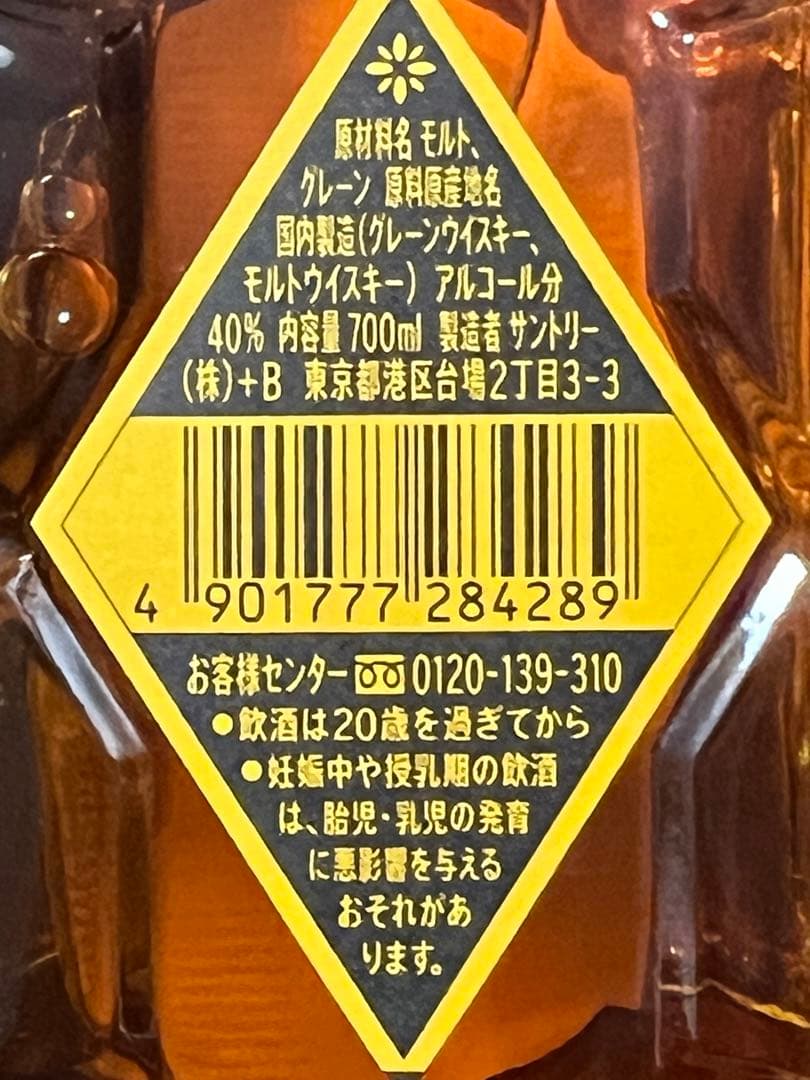 原材料名 モルト、
グレーン 原料原産地名
国内製造(グレーンウイスキー、
モルトウイスキー) アルコール分
40% 内容量 700ml 製造者 サントリー
(株)+B 東京都港区台場2丁目3-3
4 901777 284289
お客様センター 0120-139-310
●飲酒は20歳を過ぎてから
●妊娠中や授乳期の飲酒
は、胎児・乳児の発育
に悪影響を与える
おそれがあ
ります。